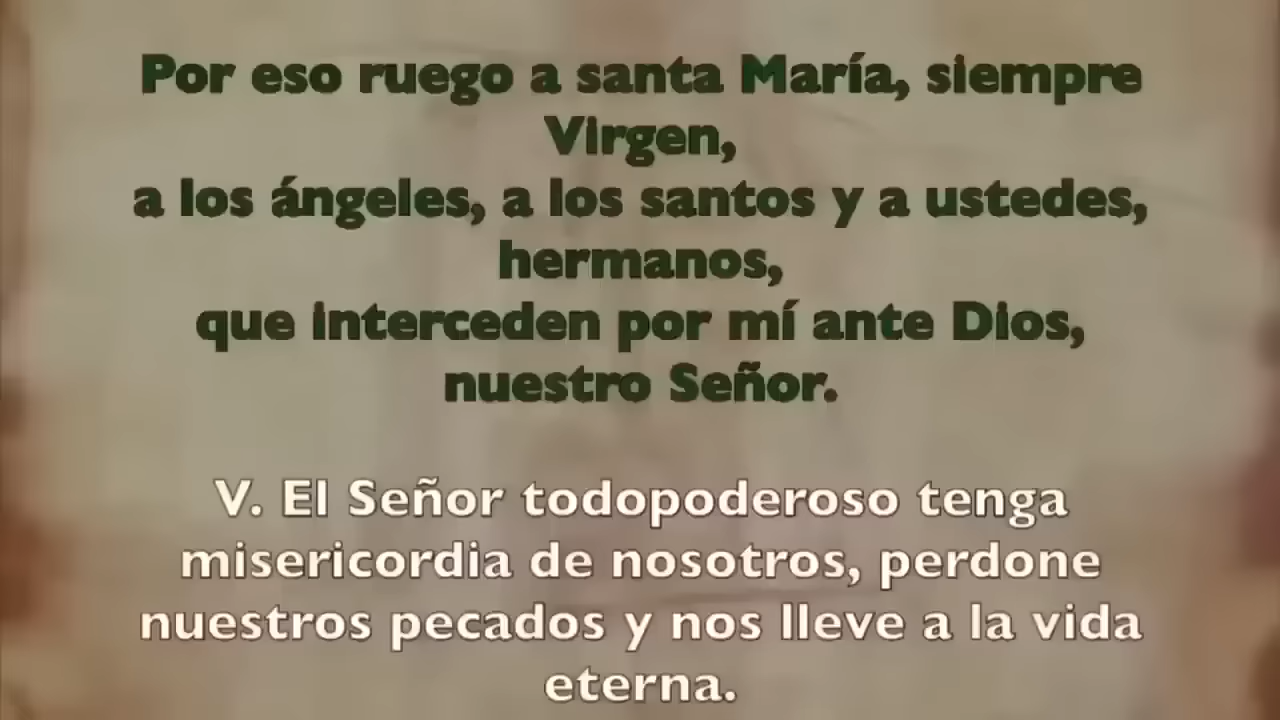 Por eso ruego a santa María, siempre
Virgen,
a los ángeles, a los santos y a ustedes,
hermanos,
que interceden por mí ante Dios,
nuestro Señor.
V. El Señor todopoderoso tenga
misericordia de nosotros, perdone
nuestros pecados y nos lleve a la vida
eterna.